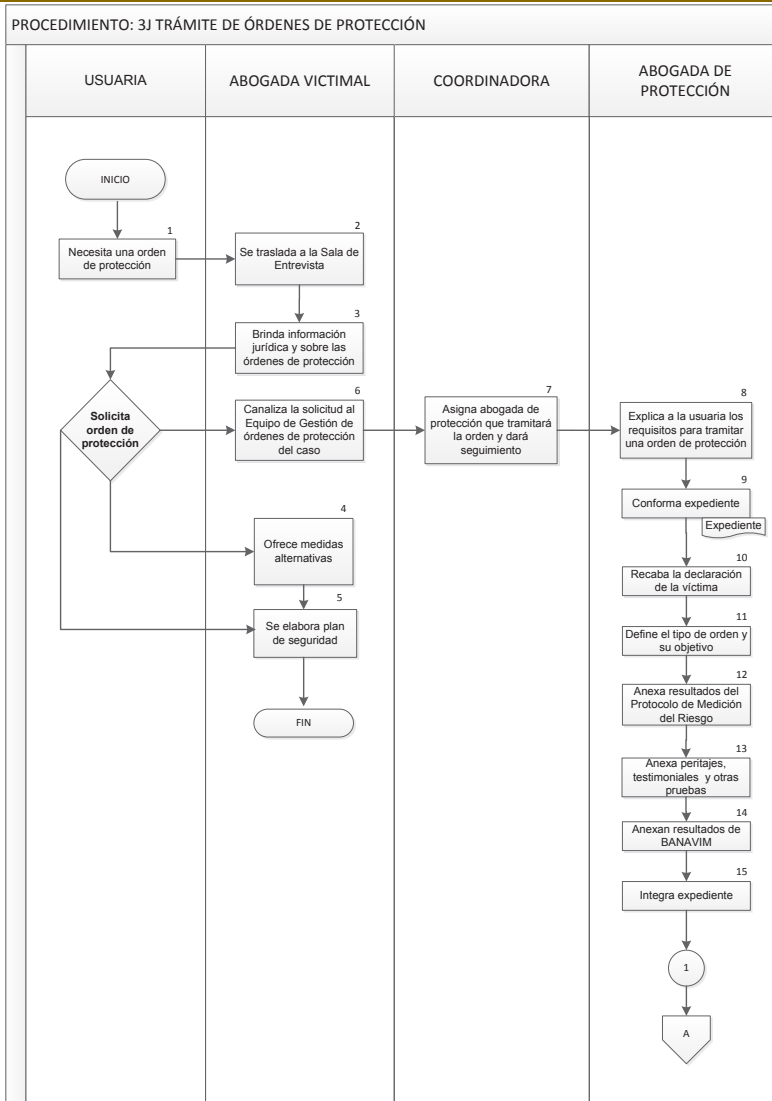 PROCEDIMIENTO: 3J TRÁMITE DE ÓRDENES DE PROTECCIÓN
USUARIA
ABOGADA VICTIMAL
COORDINADORA
ABOGADA DE
PROTECCIÓN
INICIO
1
Necesita una orden
de protección
2
Se traslada a la Sala de
Entrevista
3
Brinda información
jurídica y sobre las
órdenes de protección
Solicita
orden de
protección
6
Canaliza la solicitud al
Equipo de Gestión de
órdenes de protección
del caso
7
Asigna abogada de
protección que tramitará
la orden y dará
seguimiento
8
Explica a la usuaria los
requisitos para tramitar
una orden de protección
4
Ofrece medidas
alternativas
5
Se elabora plan
de seguridad
FIN
9
Conforma expediente
Expediente
10
Recaba la declaración
de la víctima
11
Define el tipo de orden y
su objetivo
12
Anexa resultados del
Protocolo de Medición
del Riesgo
13
Anexa peritajes,
testimoniales y otras
pruebas
14
Anexan resultados de
BANAVIM
15
Integra expediente
1
A